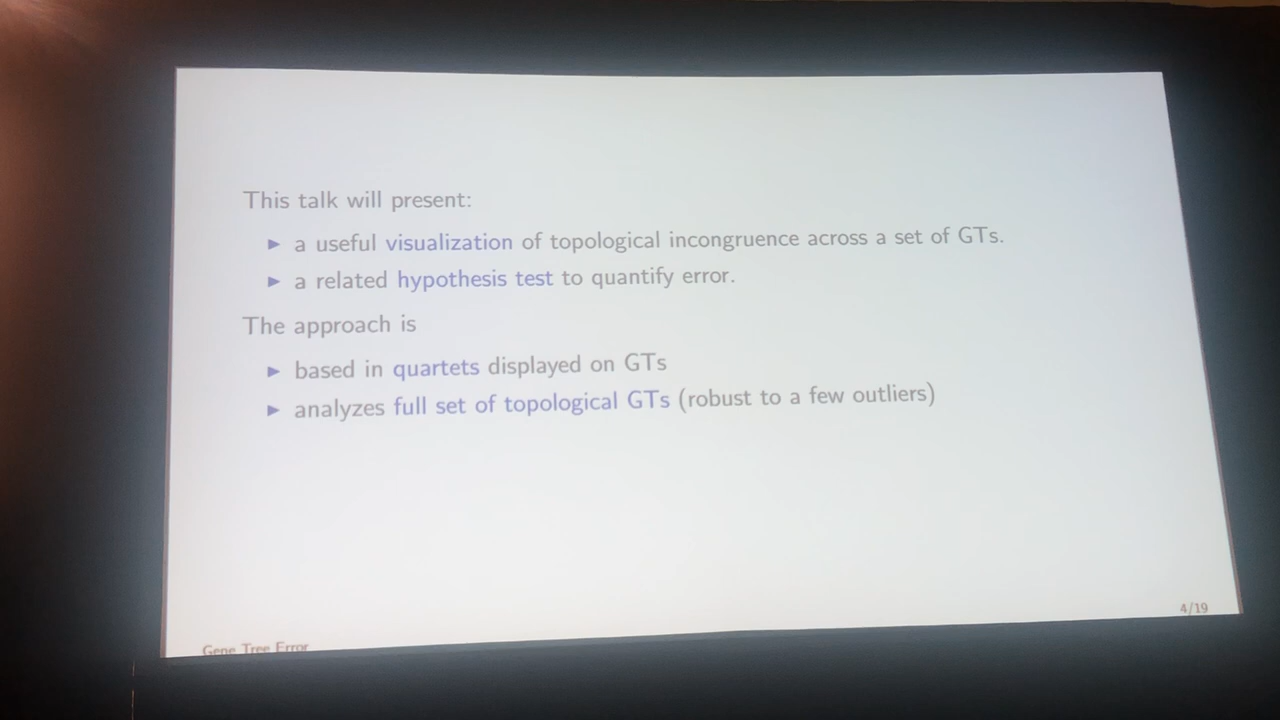 This talk will present:
▶ a useful visualization of topological incongruence across a set of GTs.
▶ a related hypothesis test to quantify error.
The approach is
▶ based in quartets displayed on GTs
▶ analyzes full set of topological GTs (robust to a few outliers)
4/19
Gene Tree Error